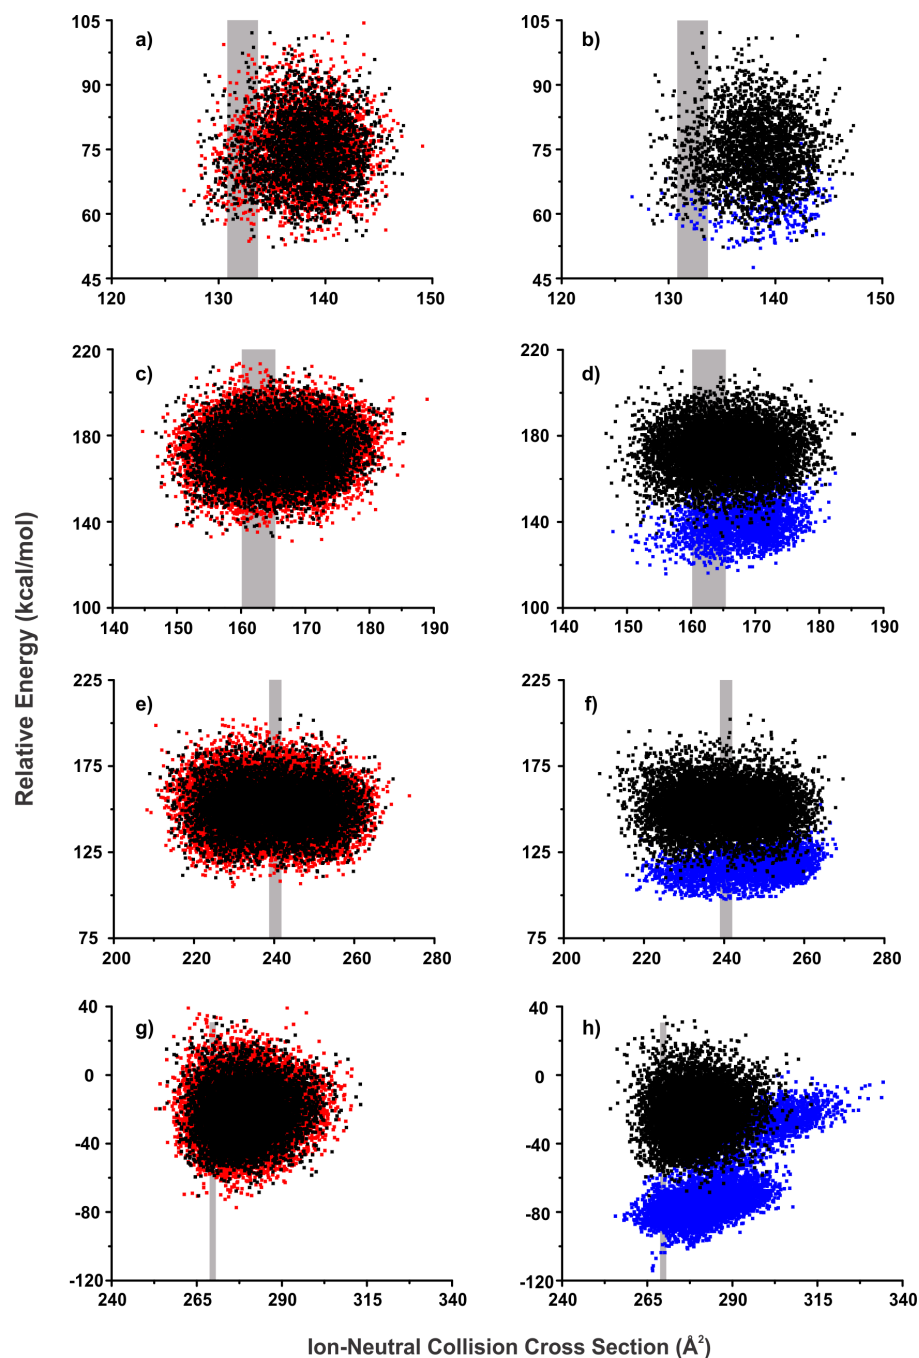 a)
105
90
75
60
45
120 130 140 150
b)
105
90
75
60
45
120 130 140 150
c)
220
180
140
100
140 150 160 170 180 190
d)
220
180
140
100
140 150 160 170 180 190
e)
225
175
125
75
200 220 240 260 280
f)
225
175
125
75
200 220 240 260 280
g)
40
0
-40
-80
-120
240 265 290 315 340
h)
40
0
-40
-80
-120
240 265 290 315 340
Relative Energy (kcal/mol)
Ion-Neutral Collision Cross Section (Å²)